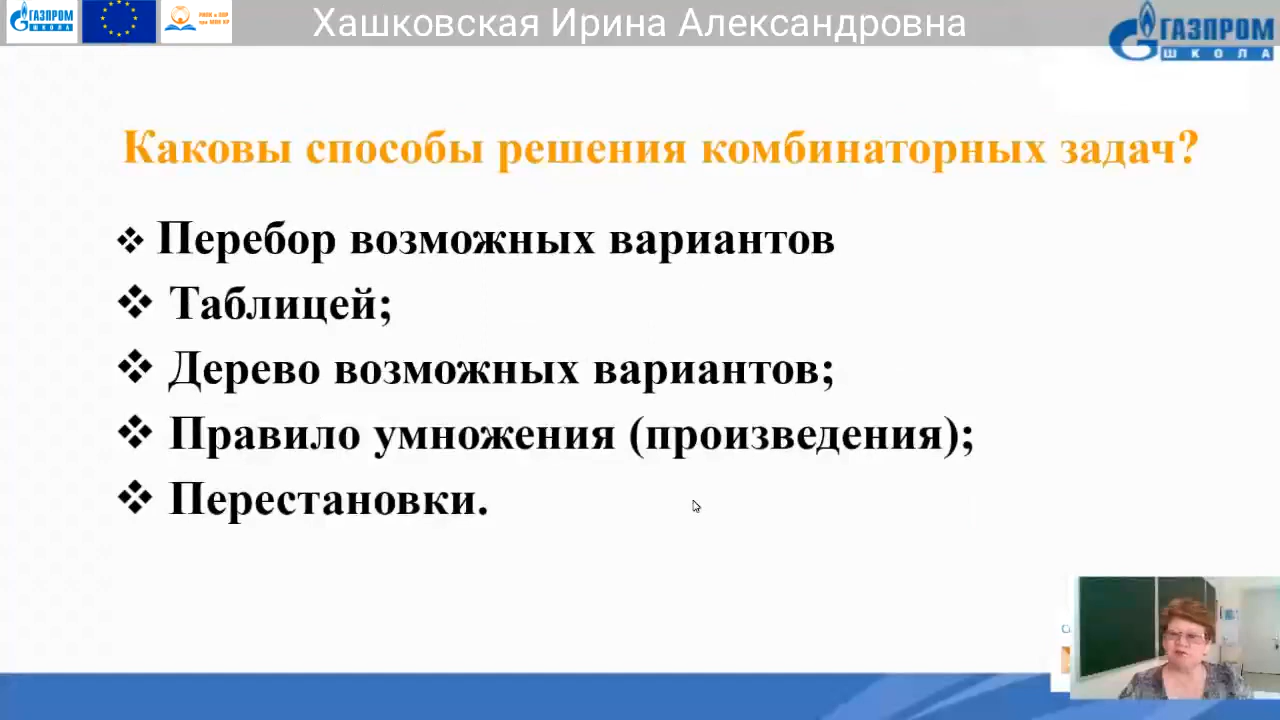 ГАЗПРОМ
ШКОЛА
Хашковская Ирина Александровна
ГАЗПРОМ
ШКОЛА
Каковы способы решения комбинаторных задач?
❖ Перебор возможных вариантов
❖ Таблицей;
❖ Дерево возможных вариантов;
❖ Правило умножения (произведения);
❖ Перестановки.